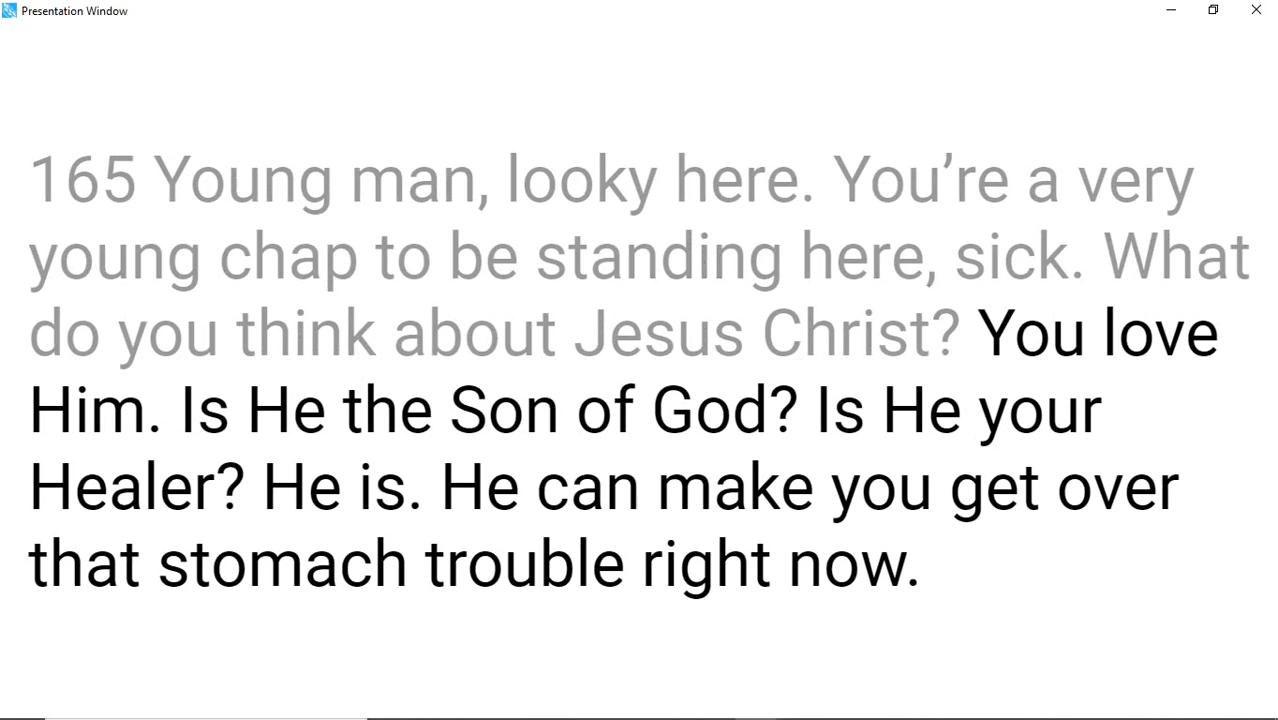 Presentation Window
165 Young man, looky here. You’re a very
young chap to be standing here, sick. What
do you think about Jesus Christ? You love
Him. Is He the Son of God? Is He your
Healer? He is. He can make you get over
that stomach trouble right now.